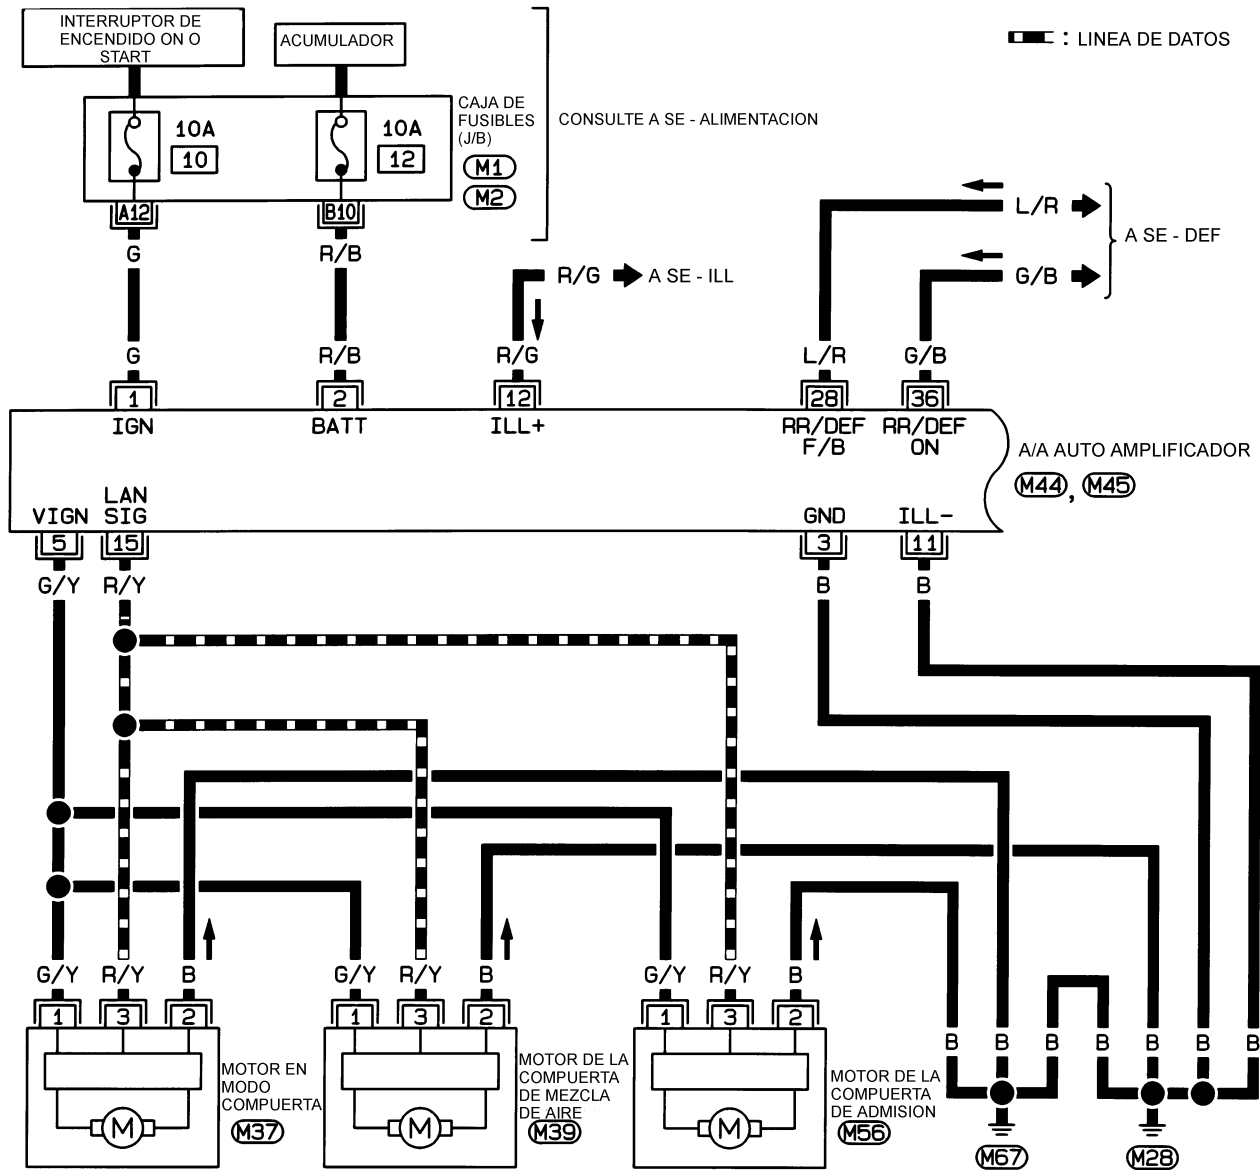 INTERRUPTOR DE
ENCENDIDO ON O
START
ACUMULADOR
: LINEA DE DATOS
10A
10
10A
12
CAJA DE
FUSIBLES
(J/B)
M1
M2
CONSULTE A SE - ALIMENTACION
A12
B10
G
R/B
R/G
A SE - ILL
L/R
G/B
A SE - DEF
G
R/B
R/G
L/R
G/B
1
2
12
28
36
IGN
BATT
ILL+
RR/DEF
F/B
RR/DEF
ON
A/A AUTO AMPLIFICADOR
M44, M45
VIGN
LAN
SIG
GND
ILL-
5
15
3
11
G/Y
R/Y
B
B
G/Y
R/Y
B
G/Y
R/Y
B
G/Y
R/Y
B
1
3
2
1
3
2
1
3
2
B
B
B
B
B
B
B
M
MOTOR EN
MODO
COMPUERTA
M37
M
MOTOR DE LA
COMPUERTA
DE MEZCLA
DE AIRE
M39
M
MOTOR DE LA
COMPUERTA
DE ADMISION
M56
M67
M28